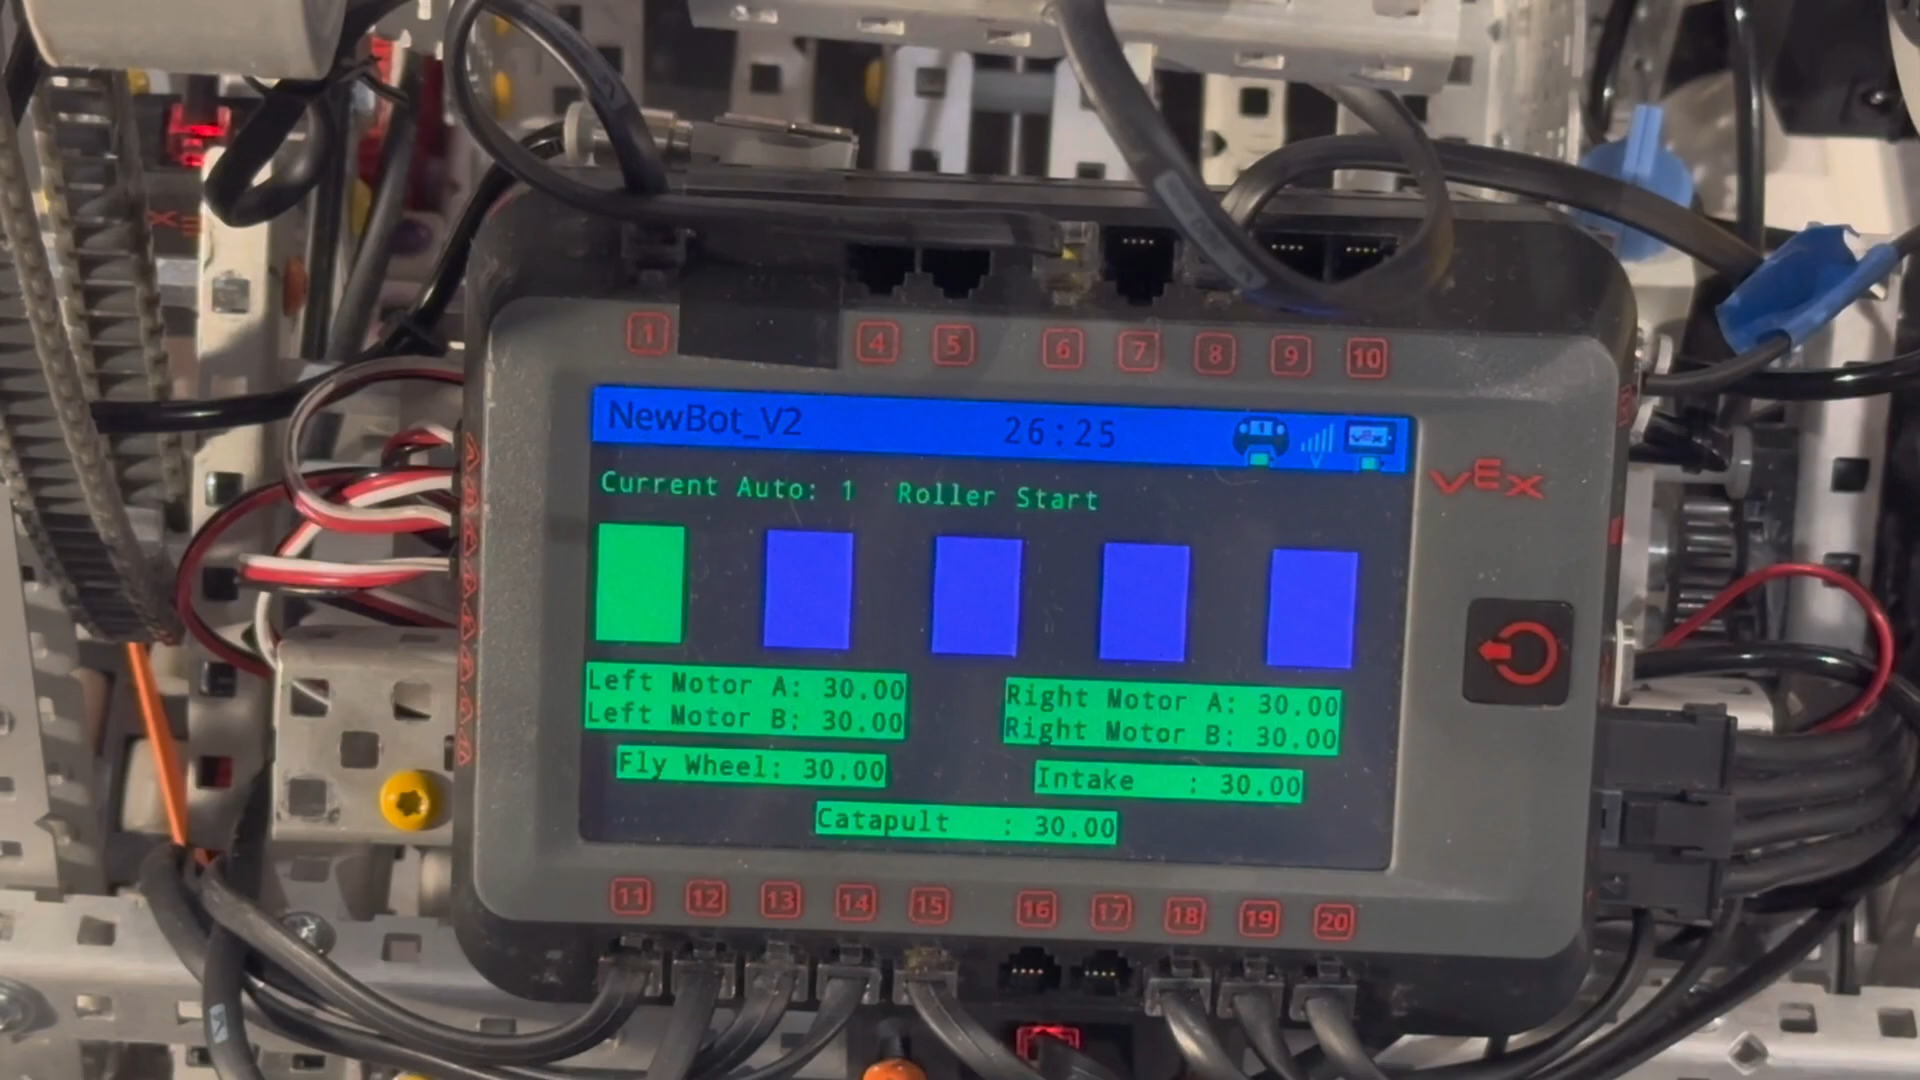 1 4 5 6 7 8 9 10
NewBot_V2 26:25 1 VEX
Current Auto: 1 Roller Start
vEx
Left Motor A: 30.00 Right Motor A: 30.00
Left Motor B: 30.00 Right Motor B: 30.00
Fly Wheel: 30.00 Intake : 30.00
Catapult : 30.00
11 12 13 14 15 16 17 18 19 20